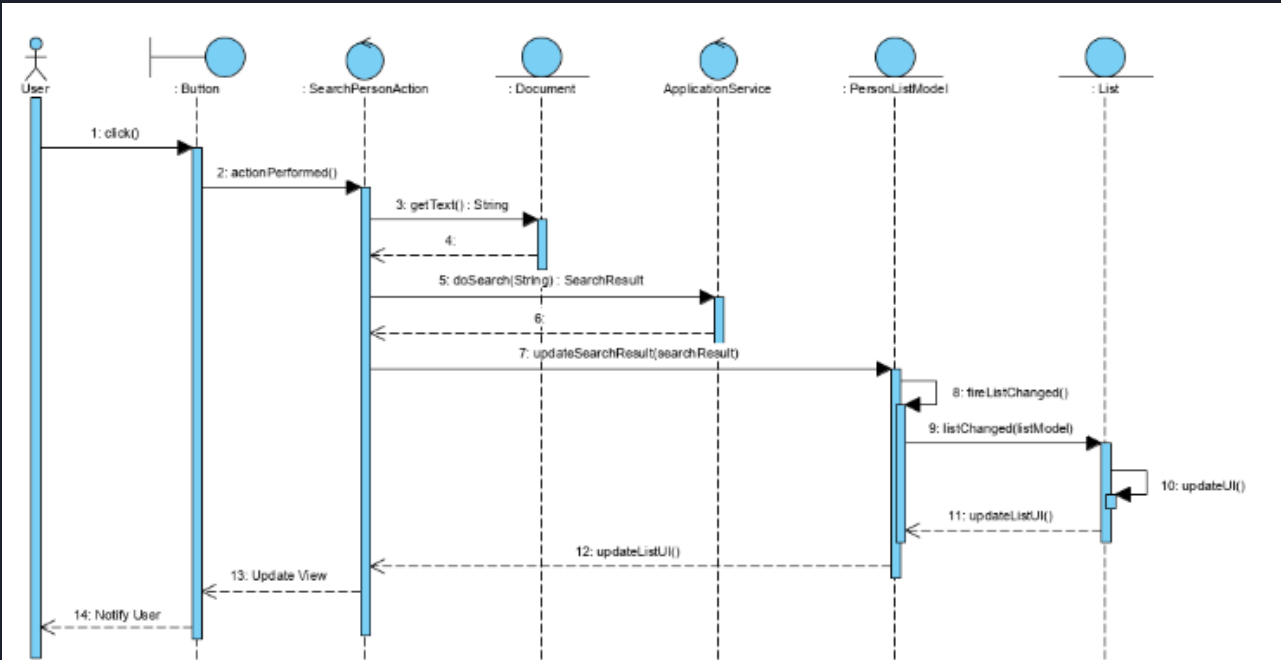 User
: Button
: SearchPersonAction
: Document
ApplicationService
: PersonListModel
: List
1: click()
2: actionPerformed()
3: getText() : String
4:
5: doSearch(String) : SearchResult
6:
7: updateSearchResult(searchResult)
8: fireListChanged()
9: listChanged(listModel)
10: updateUI()
11: updateListUI()
12: updateListUI()
13: Update View
14: Notify User